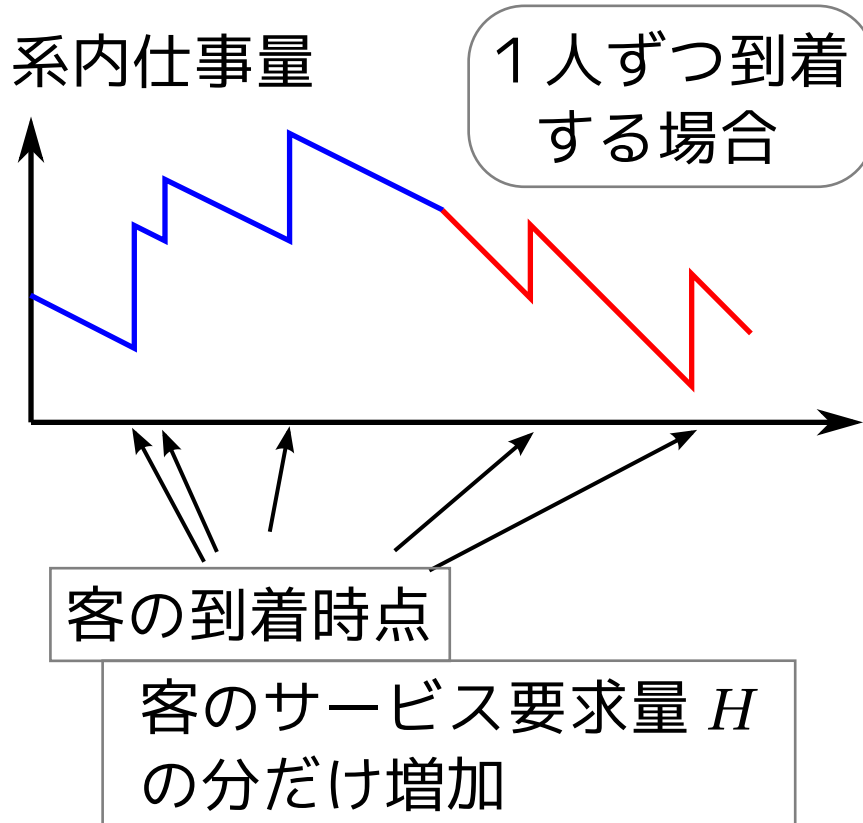 系内仕事量
1人ずつ到着
する場合
客の到着時点
客のサービス要求量 H
の分だけ増加